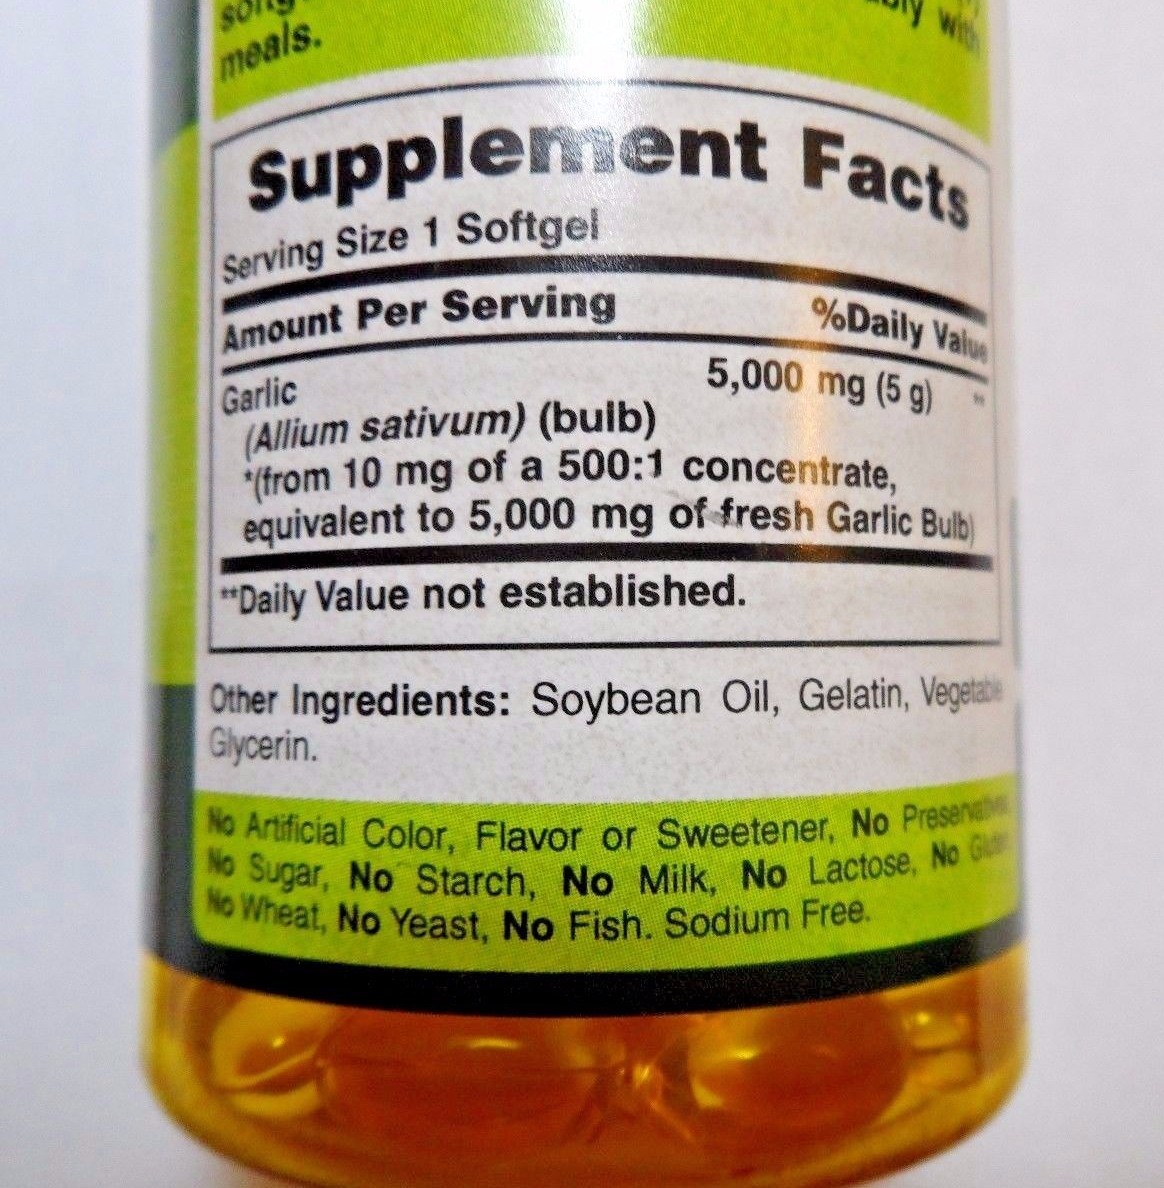 meals.
with
Supplement Facts
Serving Size 1 Softgel
Amount Per Serving %Daily Value
Garlic 5,000 mg (5 g) **
(Allium sativum) (bulb)
*(from 10 mg of a 500:1 concentrate,
equivalent to 5,000 mg of fresh Garlic Bulb)
**Daily Value not established.
Other Ingredients: Soybean Oil, Gelatin, Vegetable
Glycerin.
No Artificial Color, Flavor or Sweetener, No Preservatives,
No Sugar, No Starch, No Milk, No Lactose, No Gluten,
No Wheat, No Yeast, No Fish. Sodium Free.